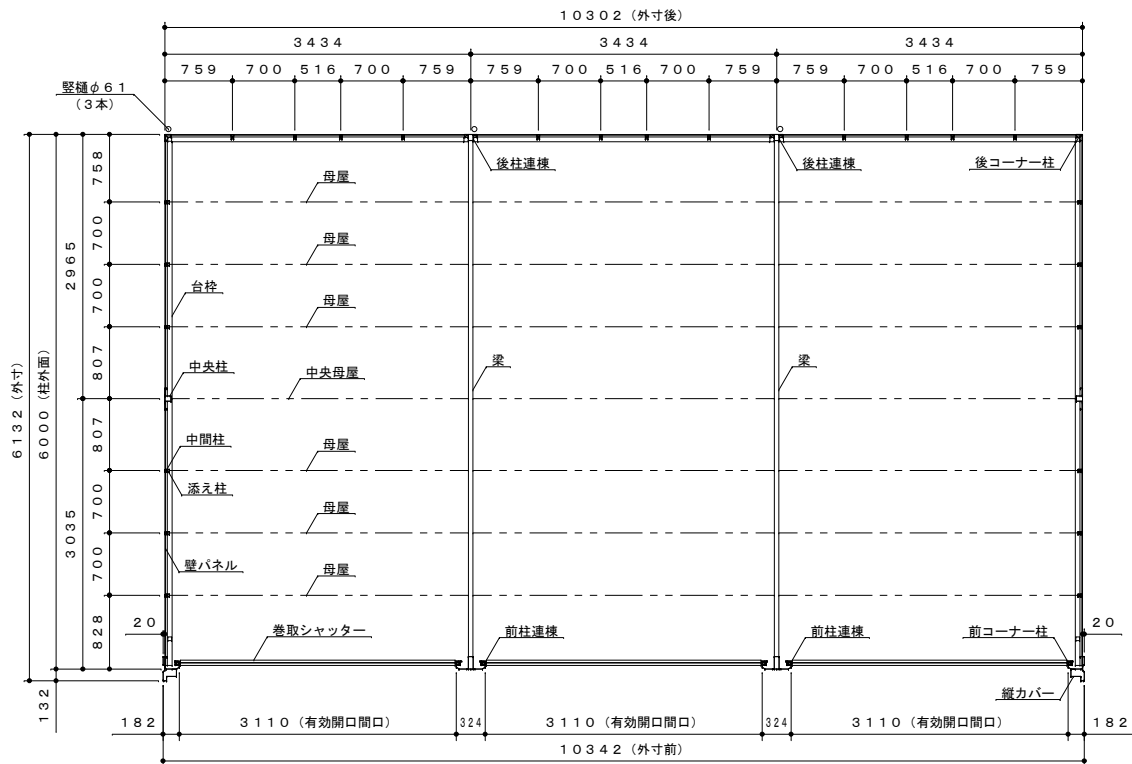 １０３０２（外寸後）
３４３４
３４３４
３４３４
７５９
７００
５１６
７００
７５９
７５９
７００
５１６
７００
７５９
７５９
７００
５１６
７００
７５９
竪樋φ６１
（３本）
後柱連棟
後柱連棟
後コーナー柱
母屋
母屋
母屋
台枠
中央柱
中央母屋
梁
梁
中間柱
母屋
添え柱
母屋
壁パネル
母屋
巻取シャッター
前柱連棟
前柱連棟
前コーナー柱
縦カバー
６１３２（外寸）
６０００（柱外面）
２９６５
３０３５
７５８
７００
７００
８０７
８０７
７００
７００
８２８
１３２
２０
２０
１８２
３１１０（有効開口間口）
３２４
３１１０（有効開口間口）
３２４
３１１０（有効開口間口）
１８２
１０３４２（外寸前）